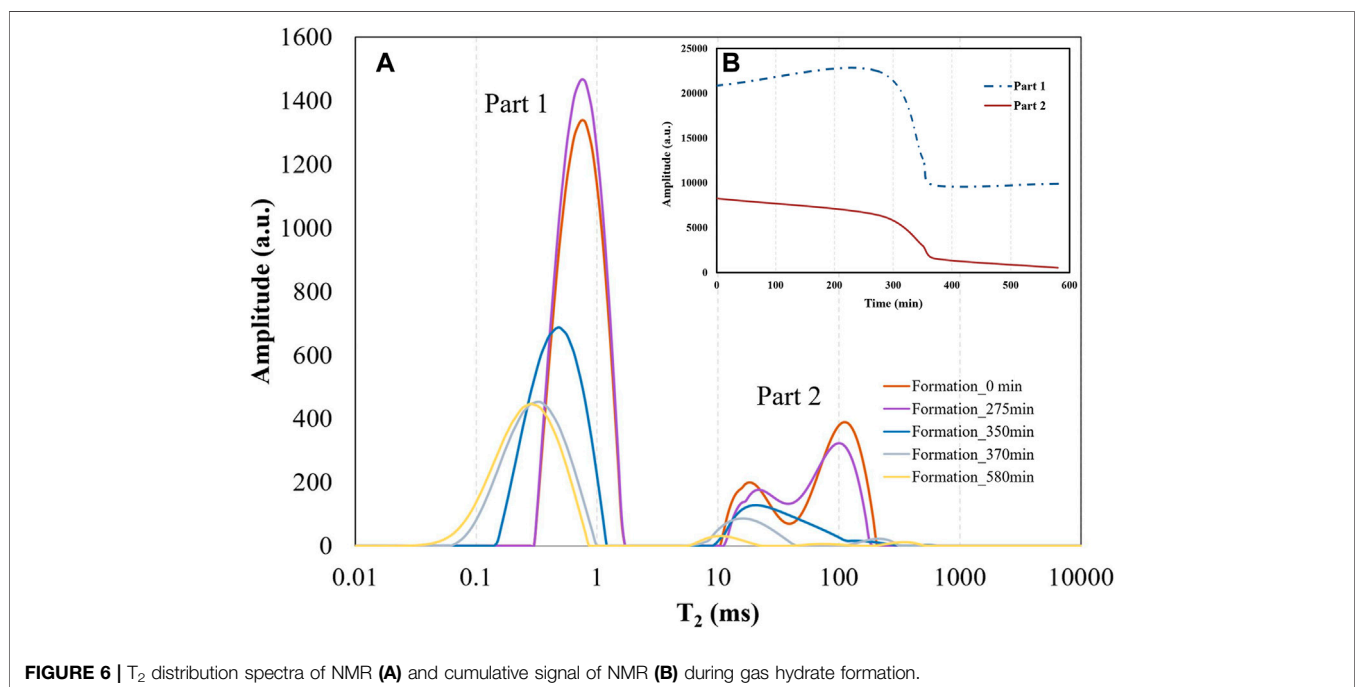 1600
1400
1200
1000
800
600
400
200
0
Amplitude (a.u.)
A
Part 1
Part 2
0.01 0.1 1 10 100 1000 10000
T₂ (ms)
Formation_0 min
Formation_275min
Formation_350min
Formation_370min
Formation_580min
B
25000
20000
15000
10000
5000
0
Amplitude (a.u.)
Part 1
Part 2
0 100 200 300 400 500 600
Time (min)
FIGURE 6 | T₂ distribution spectra of NMR (A) and cumulative signal of NMR (B) during gas hydrate formation.